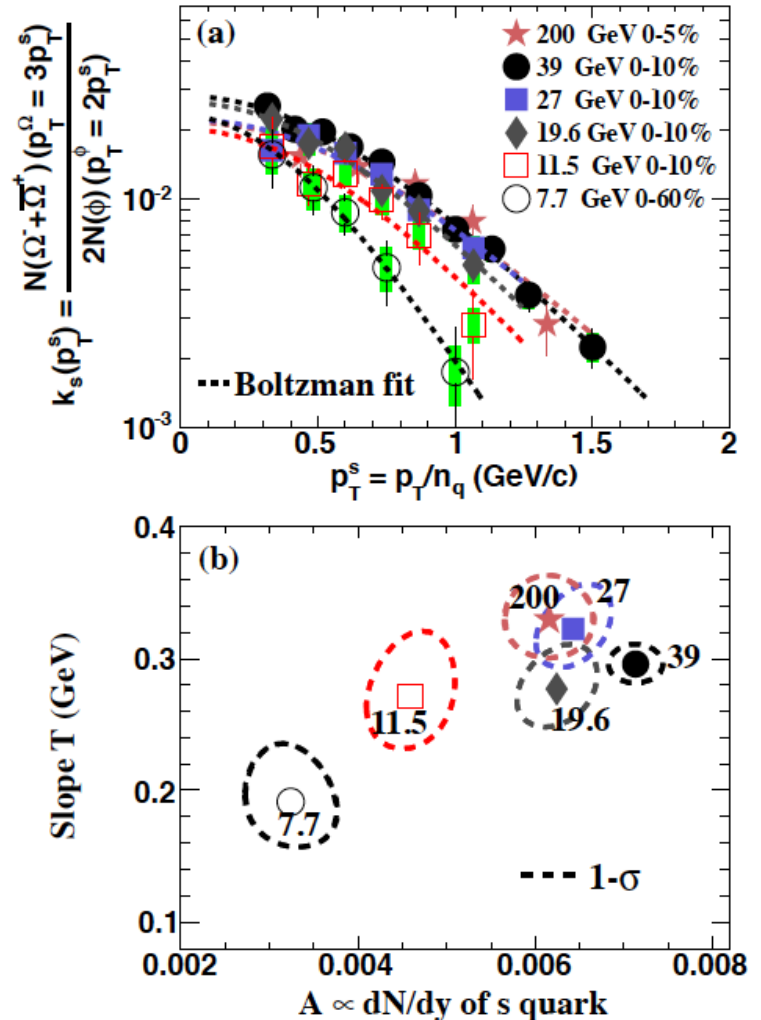 (a)
k_s(p_T^s) = N(Ω⁻+Ω̅⁺)(p_T^Ω = 3p_T^s) / 2N(ϕ)(p_T^ϕ = 2p_T^s)
200 GeV 0-5%
39 GeV 0-10%
27 GeV 0-10%
19.6 GeV 0-10%
11.5 GeV 0-10%
7.7 GeV 0-60%
10⁻²
10⁻³
Boltzman fit
0 0.5 1 1.5 2
p_T^s = p_T/n_q (GeV/c)
(b)
Slope T (GeV)
0.4
0.3
0.2
0.1
200
27
39
19.6
11.5
7.7
1-σ
0.002 0.004 0.006 0.008
A ∝ dN/dy of s quark